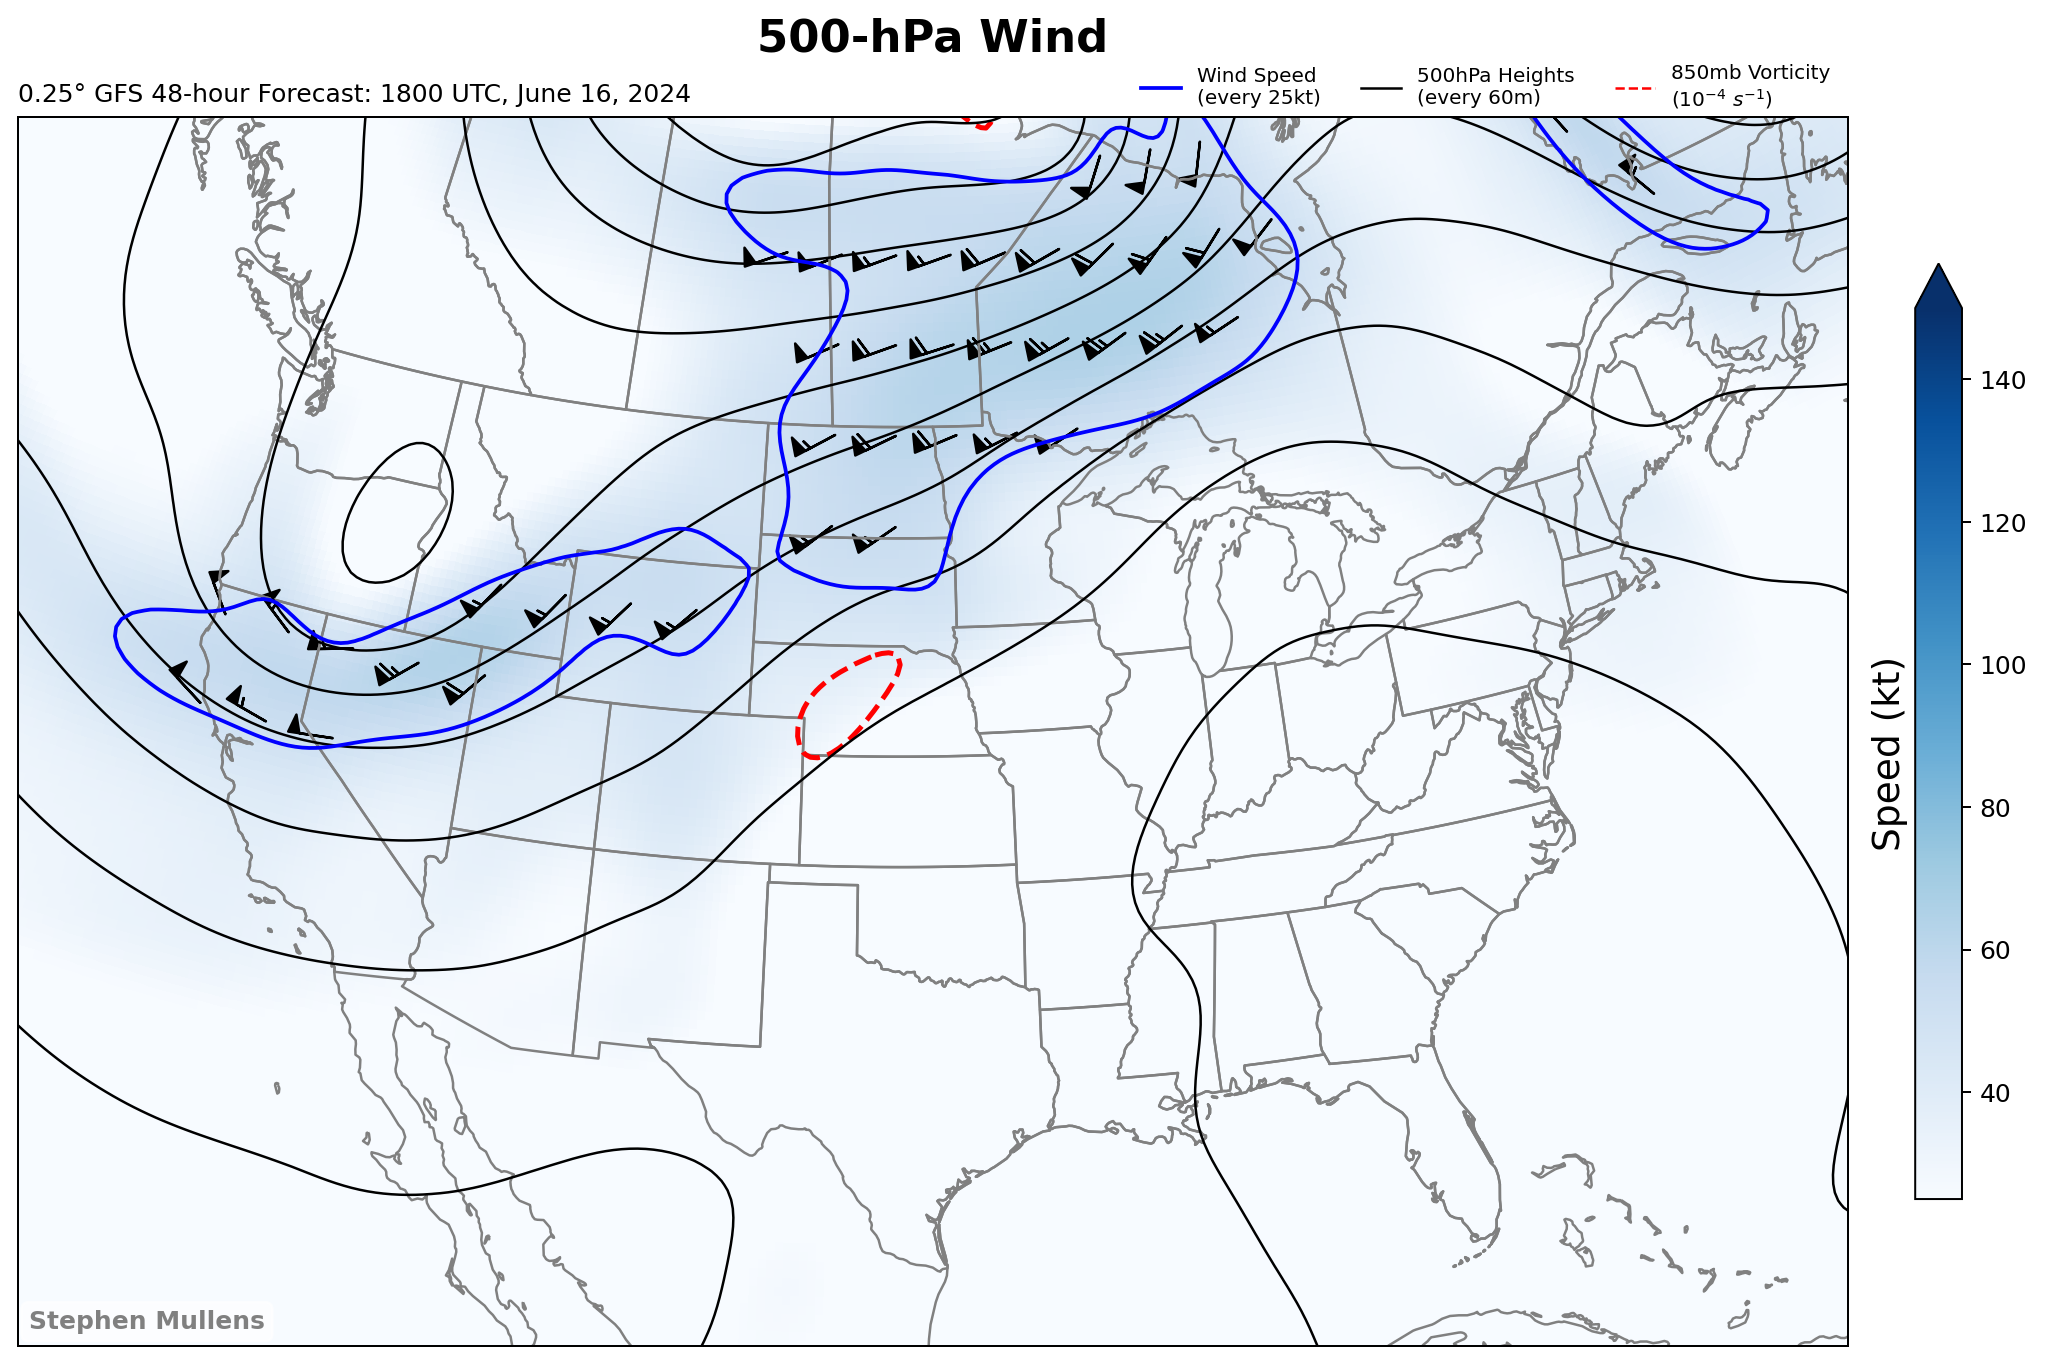 500-hPa Wind
0.25° GFS 48-hour Forecast: 1800 UTC, June 16, 2024
Wind Speed
(every 25kt)
500hPa Heights
(every 60m)
850mb Vorticity
(10⁻⁴ s⁻¹)
140
120
100
80
60
40
Speed (kt)
Stephen Mullens